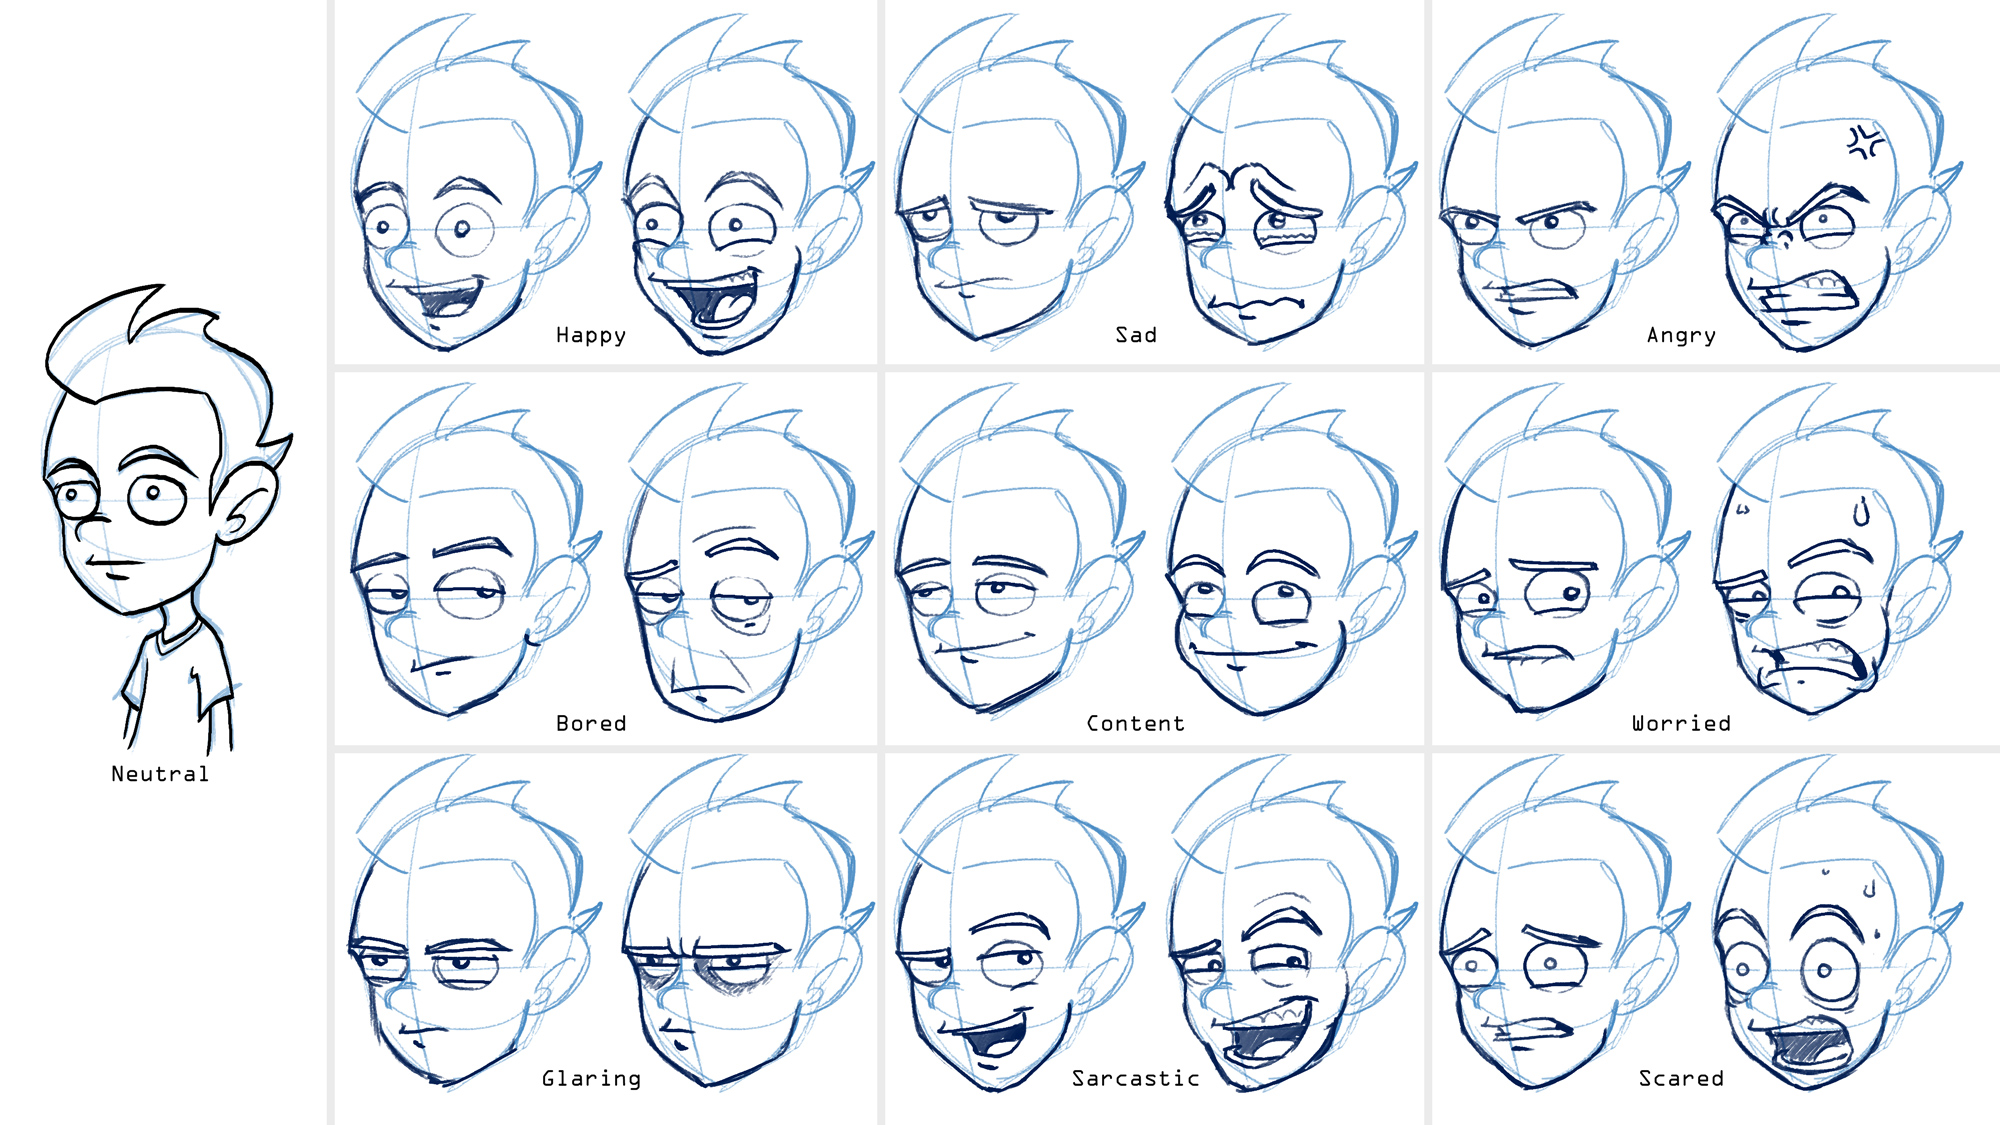 Neutral
Happy
Sad
Angry
Bored
Content
Worried
Glaring
Sarcastic
Scared